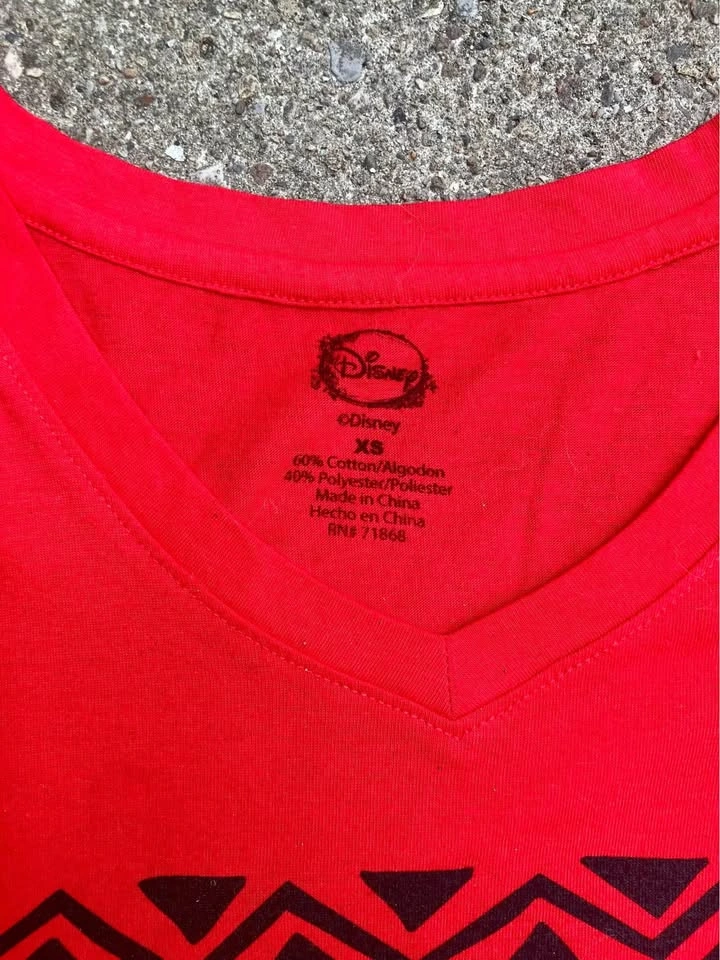 Disney
©Disney
XS
60% Cotton/Algodon
40% Polyester/Poliester
Made in China
Hecho en China
RN# 71868